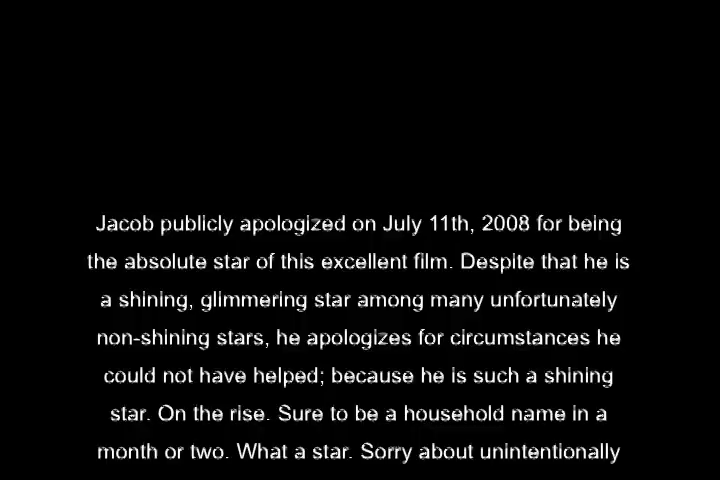 Jacob publicly apologized on July 11th, 2008 for being
the absolute star of this excellent film. Despite that he is
a shining, glimmering star among many unfortunately
non-shining stars, he apologizes for circumstances he
could not have helped; because he is such a shining
star. On the rise. Sure to be a household name in a
month or two. What a star. Sorry about unintentionally